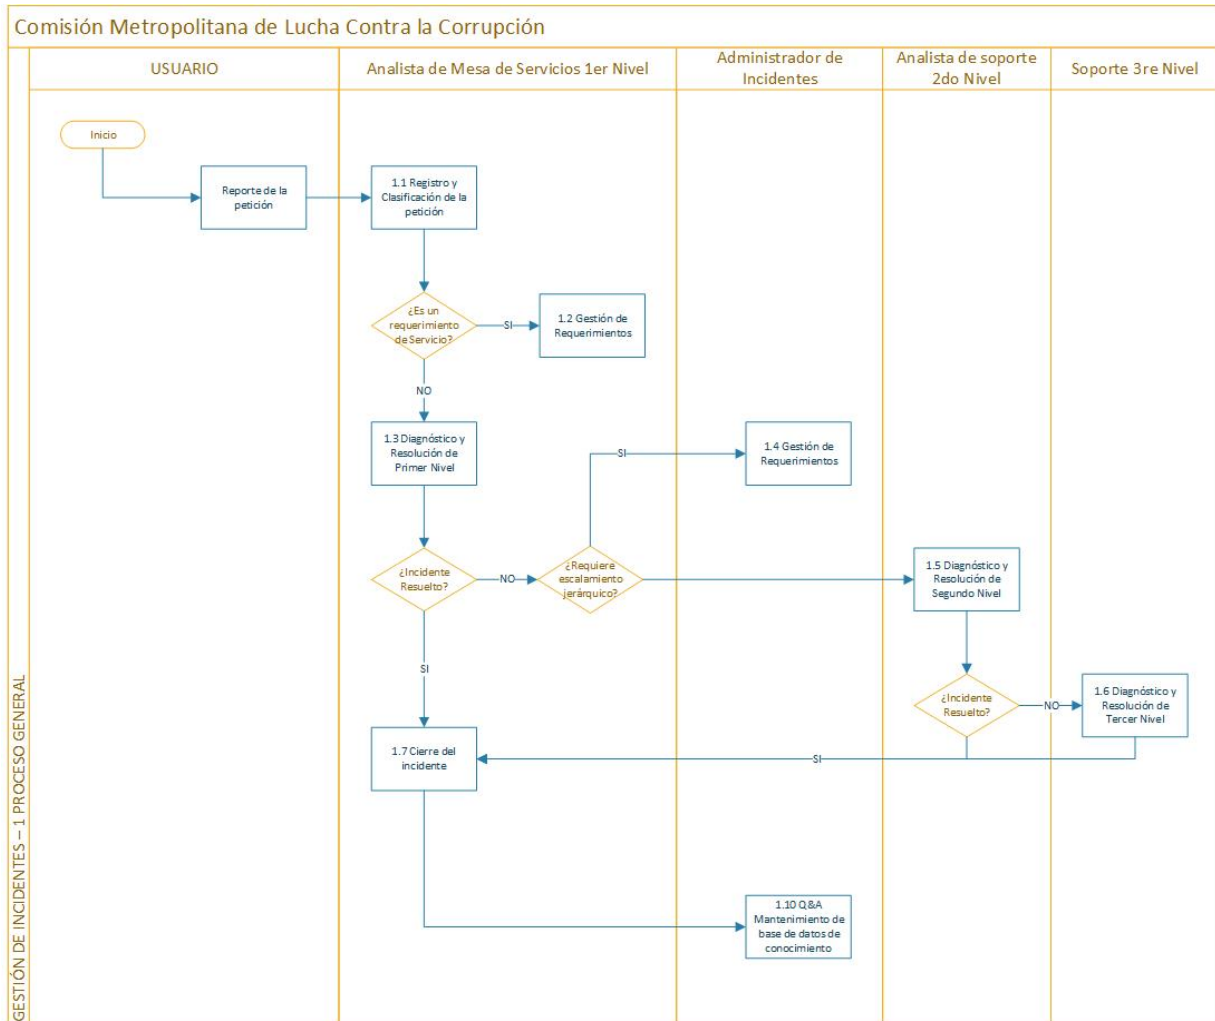 Comisión Metropolitana de Lucha Contra la Corrupción
USUARIO
Analista de Mesa de Servicios 1er Nivel
Administrador de
Incidentes
Analista de soporte
2do Nivel
Soporte 3re Nivel
GESTIÓN DE INCIDENTES – 1 PROCESO GENERAL
Inicio
Reporte de la
petición
1.1 Registro y
Clasificación de la
petición
¿Es un
requerimiento
de Servicio?
SI
1.2 Gestión de
Requerimientos
NO
1.3 Diagnóstico y
Resolución de
Primer Nivel
SI
1.4 Gestión de
Requerimientos
¿Incidente
Resuelto?
NO
¿Requiere
escalamiento
jerárquico?
1.5 Diagnóstico y
Resolución de
Segundo Nivel
SI
¿Incidente
Resuelto?
NO
1.6 Diagnóstico y
Resolución de
Tercer Nivel
1.7 Cierre del
incidente
SI
1.10 Q&A
Mantenimiento de
base de datos de
conocimiento